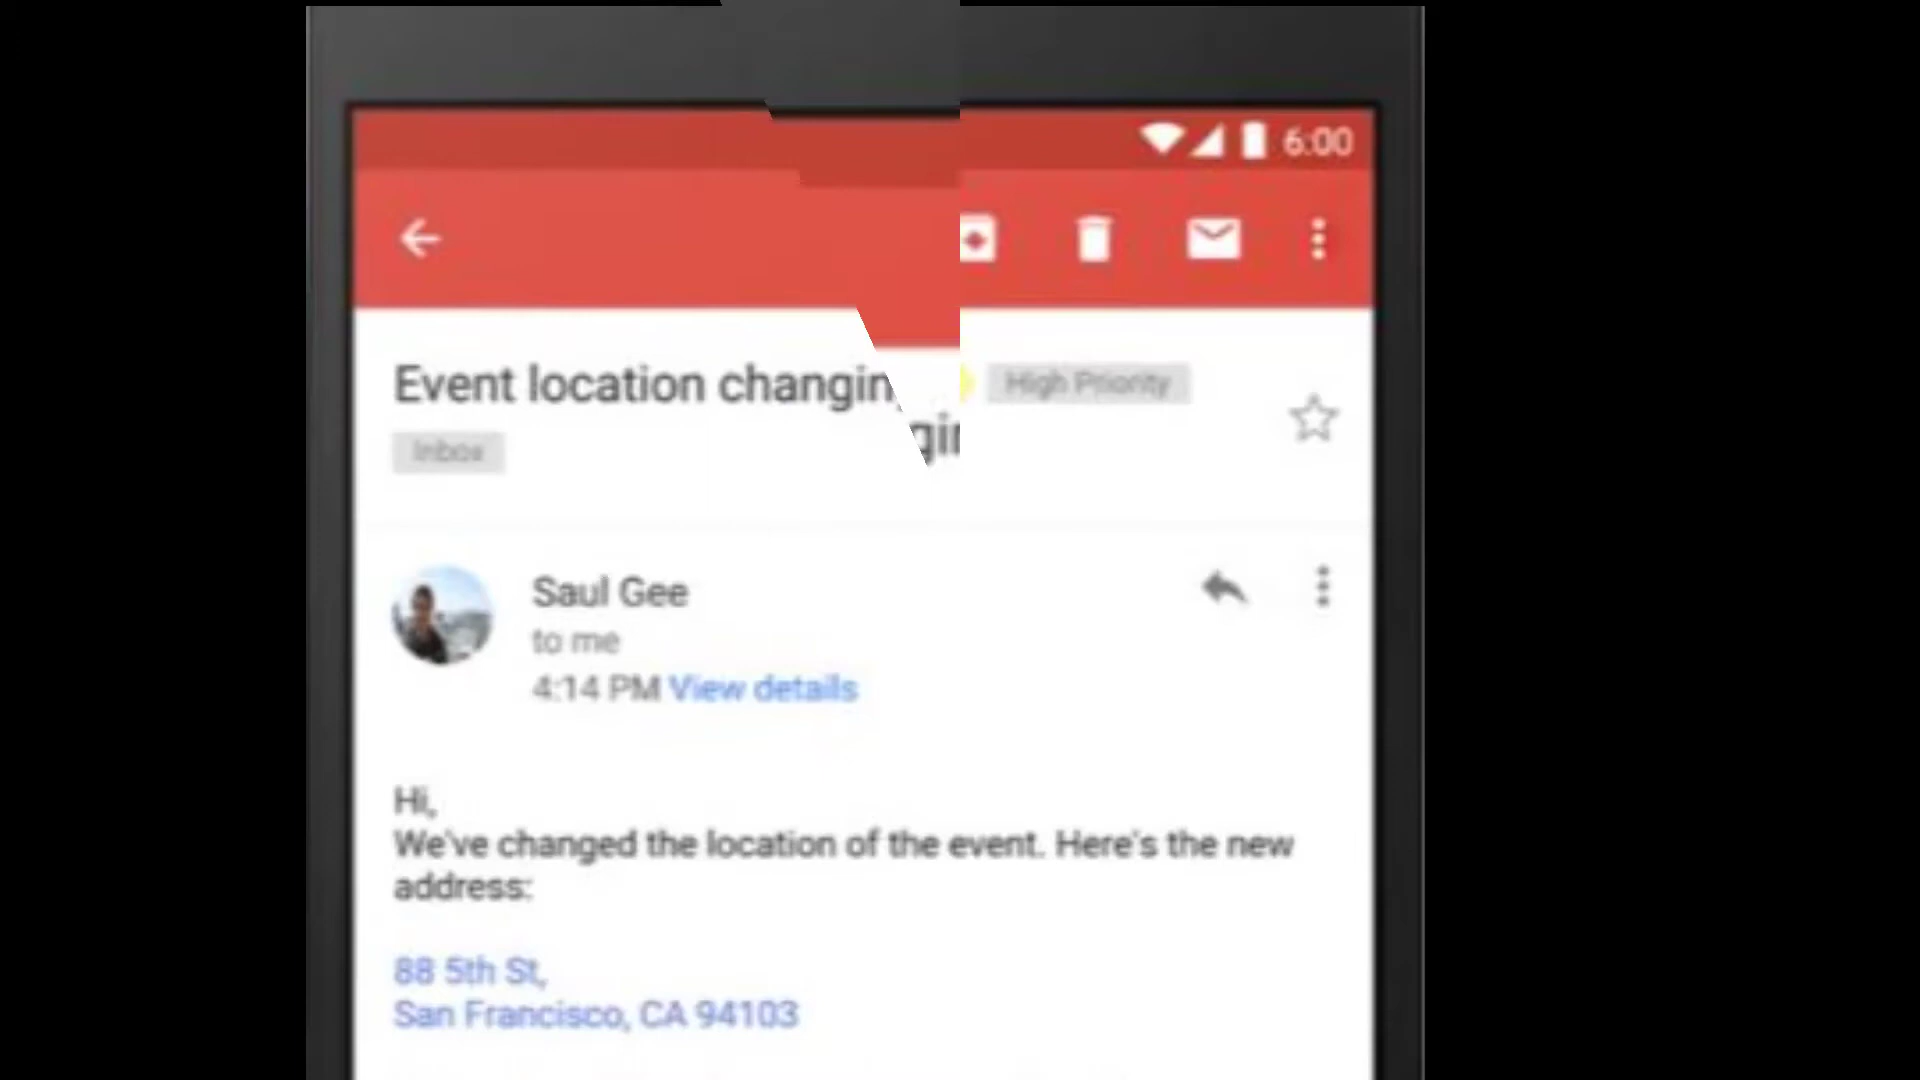 6:00
Event location changin
High Priority
gin
Inbox
Saul Gee
to me
4:14 PM View details
Hi,
We've changed the location of the event. Here's the new
address:
88 5th St,
San Francisco, CA 94103